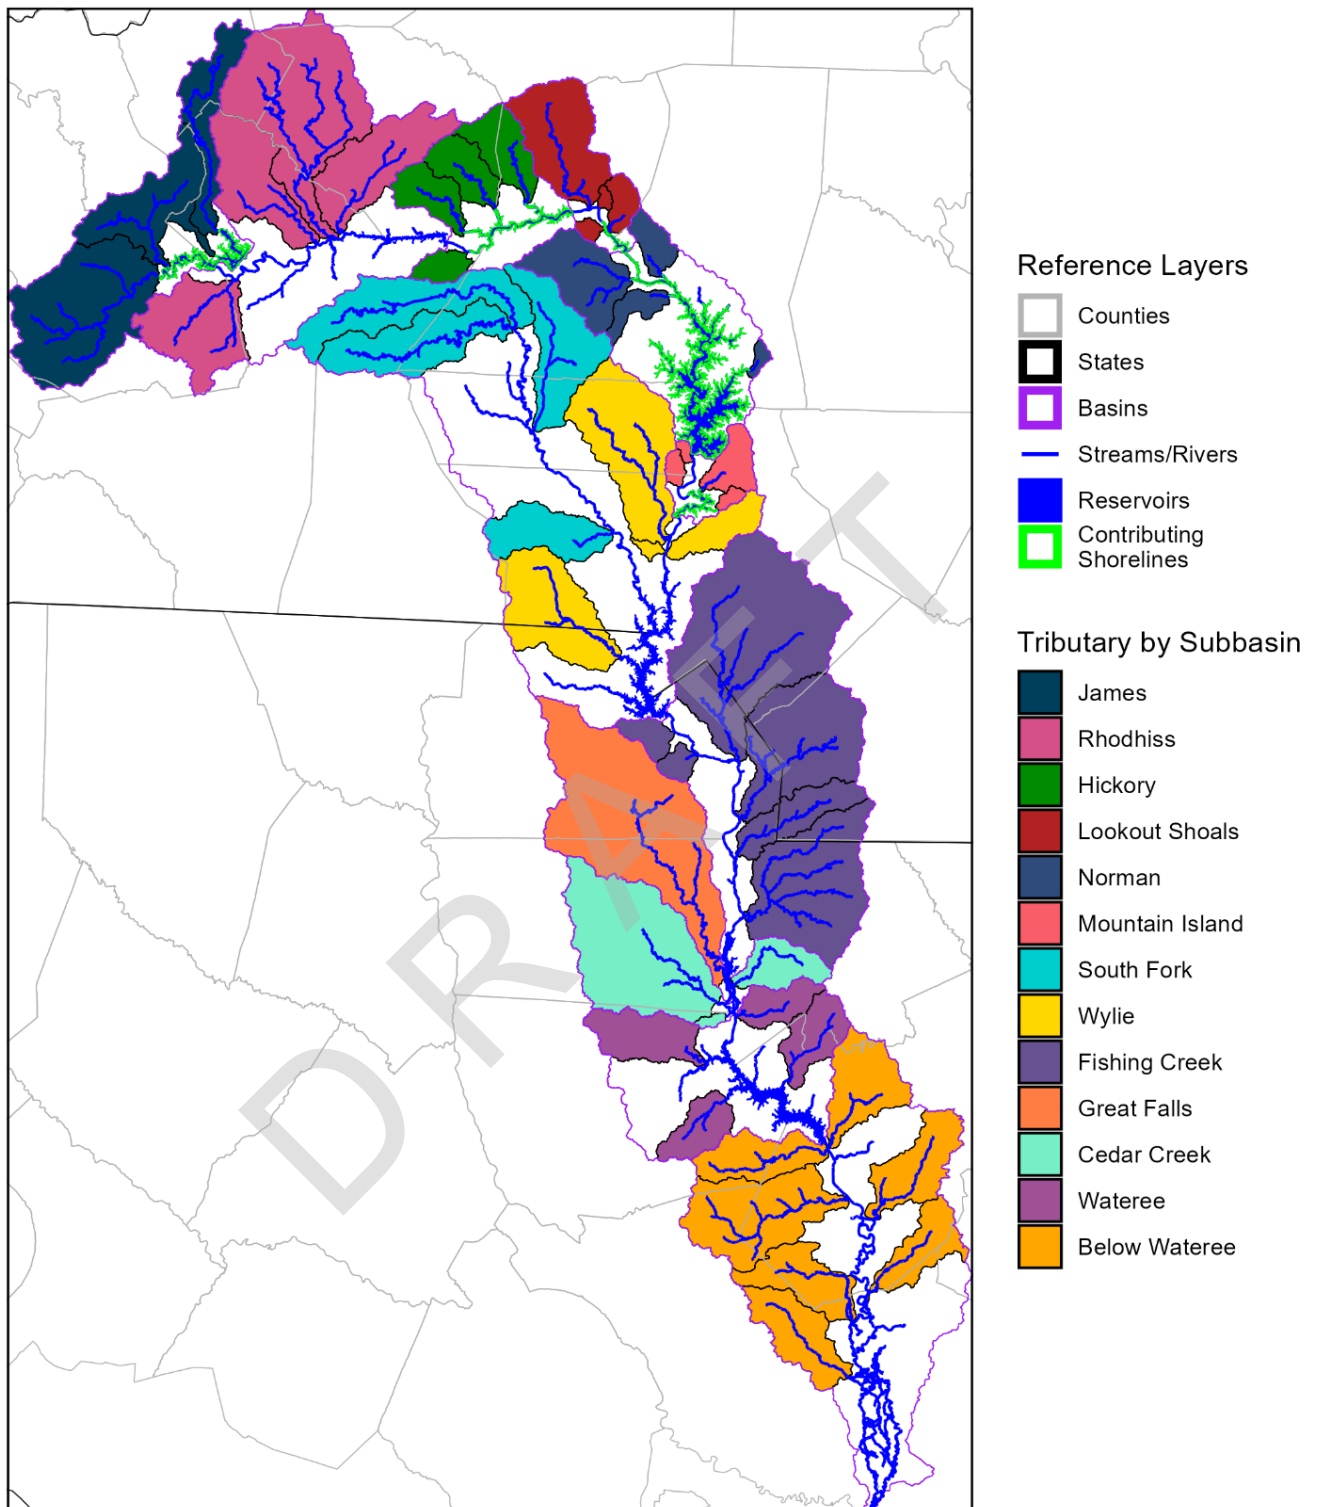 Reference Layers
Counties
States
Basins
Streams/Rivers
Reservoirs
Contributing
Shorelines
Tributary by Subbasin
James
Rhodhiss
Hickory
Lookout Shoals
Norman
Mountain Island
South Fork
Wylie
Fishing Creek
Great Falls
Cedar Creek
Wateree
Below Wateree
DRAFT